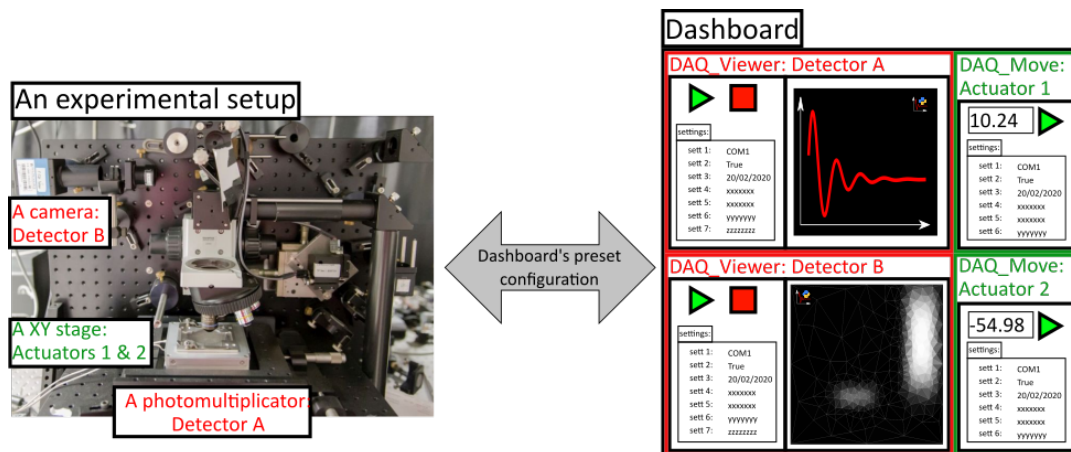 An experimental setup
A camera:
Detector B
A XY stage:
Actuators 1 & 2
A photomultiplicator:
Detector A
Dashboard's preset
configuration
Dashboard
DAQ_Viewer: Detector A
settings:
sett 1: COM1
sett 2: True
sett 3: 20/02/2020
sett 4: xxxxxxx
sett 5: xxxxxxx
sett 6: yyyyyyy
sett 7: zzzzzzzz
DAQ_Move:
Actuator 1
10.24
settings:
sett 1: COM1
sett 2: True
sett 3: 20/02/2020
sett 4: xxxxxxx
sett 5: xxxxxxx
sett 6: yyyyyyy
DAQ_Viewer: Detector B
settings:
sett 1: COM1
sett 2: True
sett 3: 20/02/2020
sett 4: xxxxxxx
sett 5: xxxxxxx
sett 6: yyyyyyy
sett 7: zzzzzzzz
DAQ_Move:
Actuator 2
-54.98
settings:
sett 1: COM1
sett 2: True
sett 3: 20/02/2020
sett 4: xxxxxxx
sett 5: xxxxxxx
sett 6: yyyyyyy